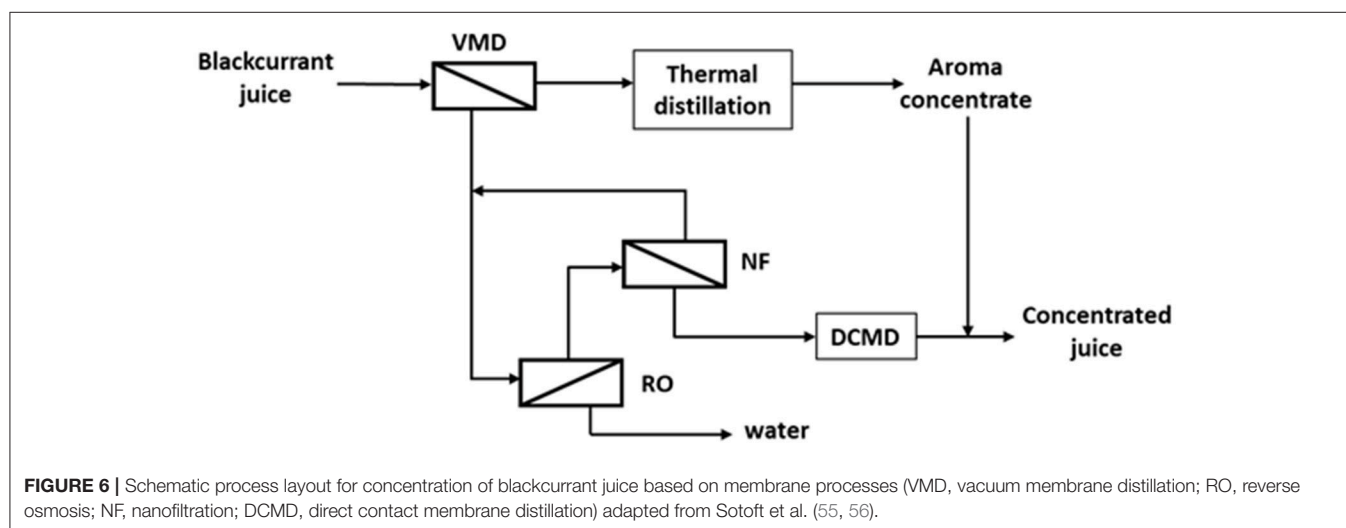 VMD
Blackcurrant
juice
Thermal
distillation
Aroma
concentrate
NF
DCMD
Concentrated
juice
RO
water
FIGURE 6 | Schematic process layout for concentration of blackcurrant juice based on membrane processes (VMD, vacuum membrane distillation; RO, reverse
osmosis; NF, nanofiltration; DCMD, direct contact membrane distillation) adapted from Sotoft et al. (55, 56).